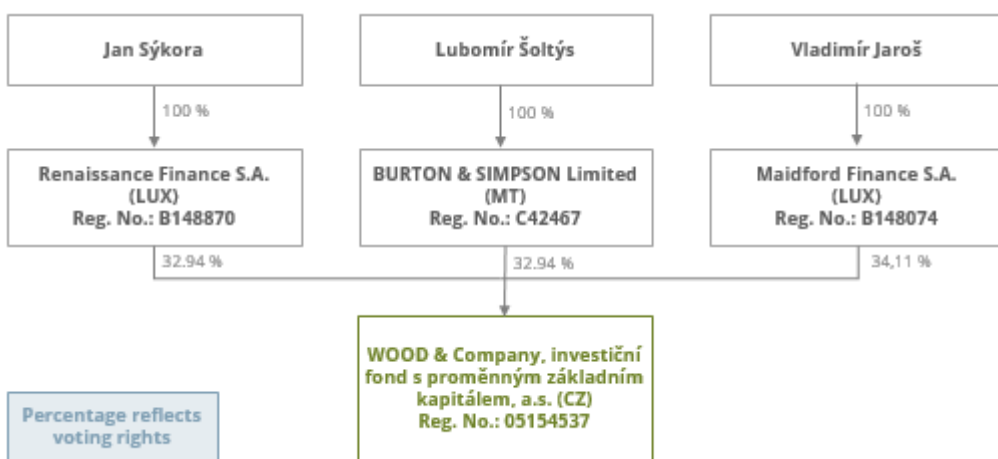 Jan Sýkora
Lubomír Šoltýs
Vladimír Jaroš
100 %
100 %
100 %
Renaissance Finance S.A.
(LUX)
Reg. No.: B148870
BURTON & SIMPSON Limited
(MT)
Reg. No.: C42467
Maidford Finance S.A.
(LUX)
Reg. No.: B148074
32.94 %
32.94 %
34,11 %
WOOD & Company, investiční
fond s proměnným základním
kapitálem, a.s. (CZ)
Reg. No.: 05154537
Percentage reflects
voting rights